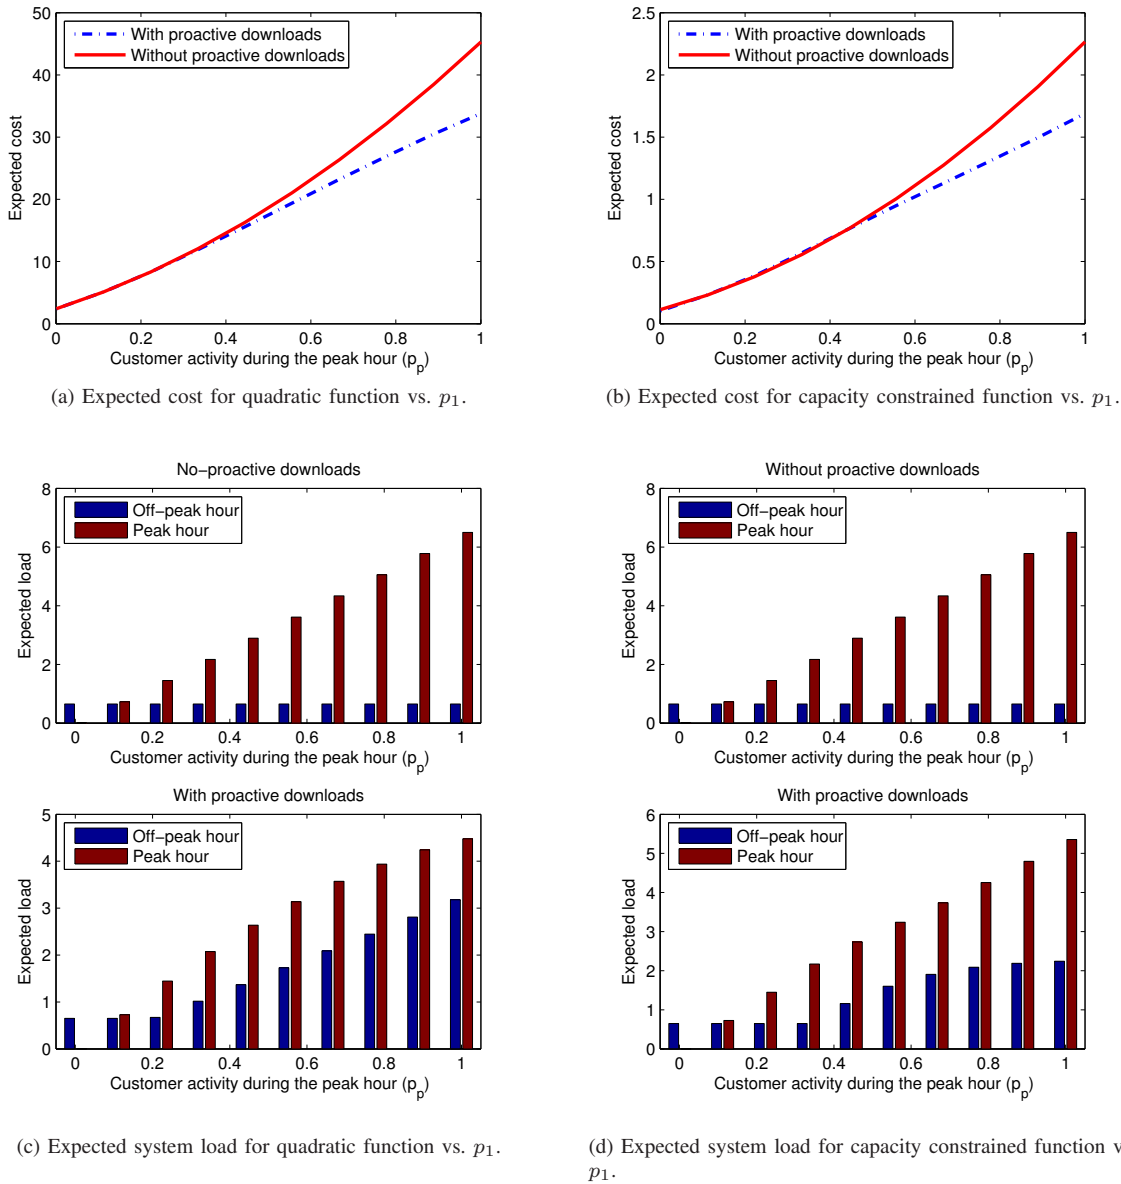 50
40
30
20
10
0
Expected cost
With proactive downloads
Without proactive downloads
0 0.2 0.4 0.6 0.8 1
Customer activity during the peak hour (p_p)
(a) Expected cost for quadratic function vs. p_1.
2.5
2
1.5
1
0.5
0
Expected cost
With proactive downloads
Without proactive downloads
0 0.2 0.4 0.6 0.8 1
Customer activity during the peak hour (p_p)
(b) Expected cost for capacity constrained function vs. p_1.
No−proactive downloads
8
6
4
2
0
Expected load
Off−peak hour
Peak hour
0 0.2 0.4 0.6 0.8 1
Customer activity during the peak hour (p_p)
With proactive downloads
5
4
3
2
1
0
Expected load
Off−peak hour
Peak hour
0 0.2 0.4 0.6 0.8 1
Customer activity during the peak hour (p_p)
(c) Expected system load for quadratic function vs. p_1.
Without proactive downloads
8
6
4
2
0
Expected load
Off−peak hour
Peak hour
0 0.2 0.4 0.6 0.8 1
Customer activity during the peak hour (p_p)
With proactive downloads
6
5
4
3
2
1
0
Expected load
Off−peak hour
Peak hour
0 0.2 0.4 0.6 0.8 1
Customer activity during the peak hour (p_p)
(d) Expected system load for capacity constrained function v
p_1.